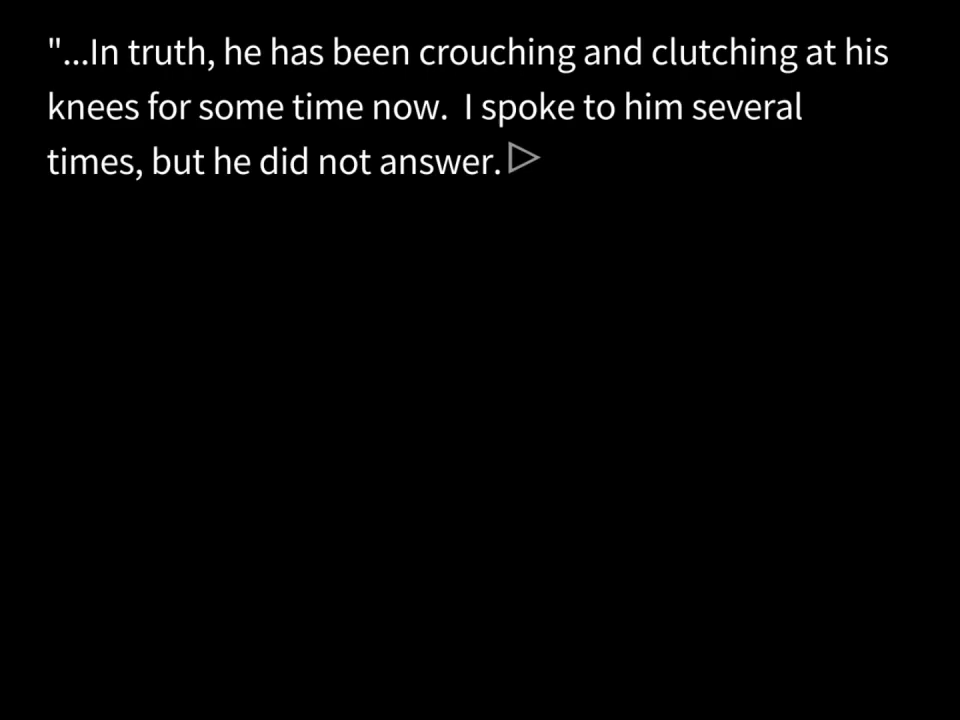 "...In truth, he has been crouching and clutching at his
knees for some time now.  I spoke to him several
times, but he did not answer.